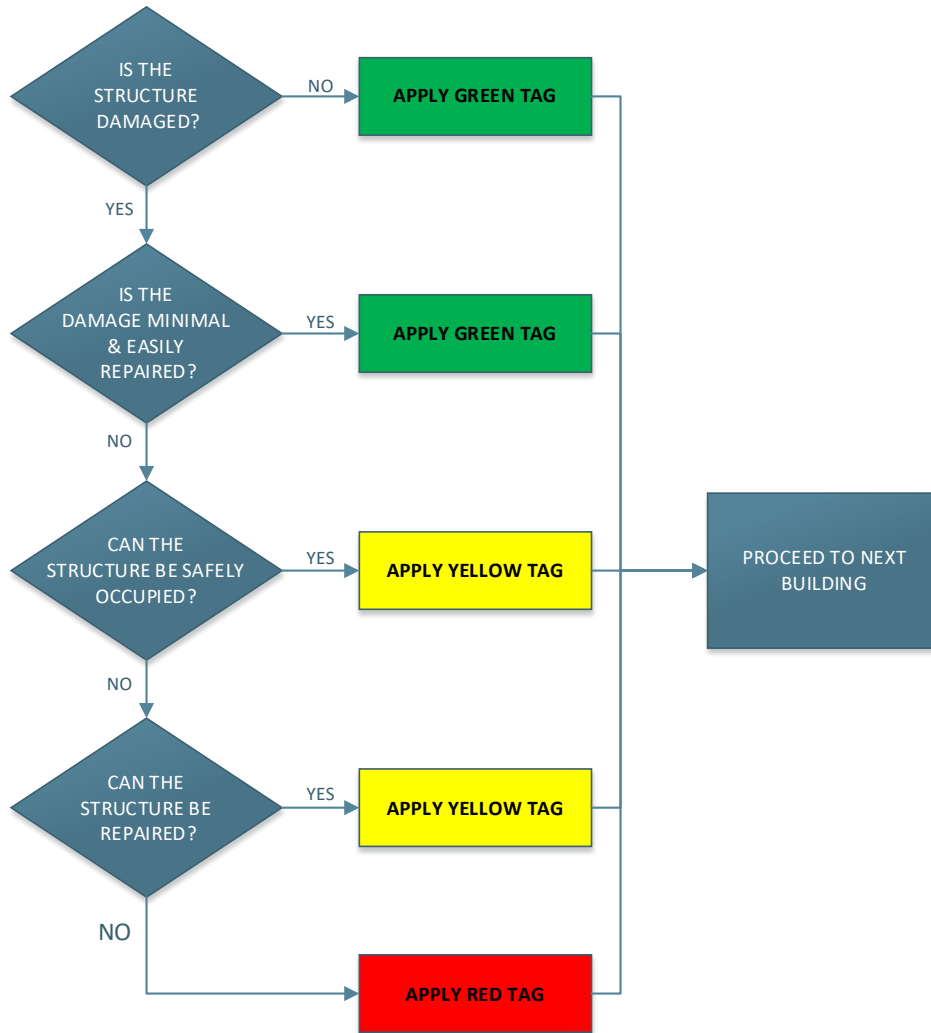 IS THE
STRUCTURE
DAMAGED?
NO
APPLY GREEN TAG
YES
IS THE
DAMAGE MINIMAL
& EASILY
REPAIRED?
YES
APPLY GREEN TAG
NO
CAN THE
STRUCTURE BE SAFELY
OCCUPIED?
YES
APPLY YELLOW TAG
PROCEED TO NEXT
BUILDING
NO
CAN THE
STRUCTURE BE
REPAIRED?
YES
APPLY YELLOW TAG
NO
APPLY RED TAG